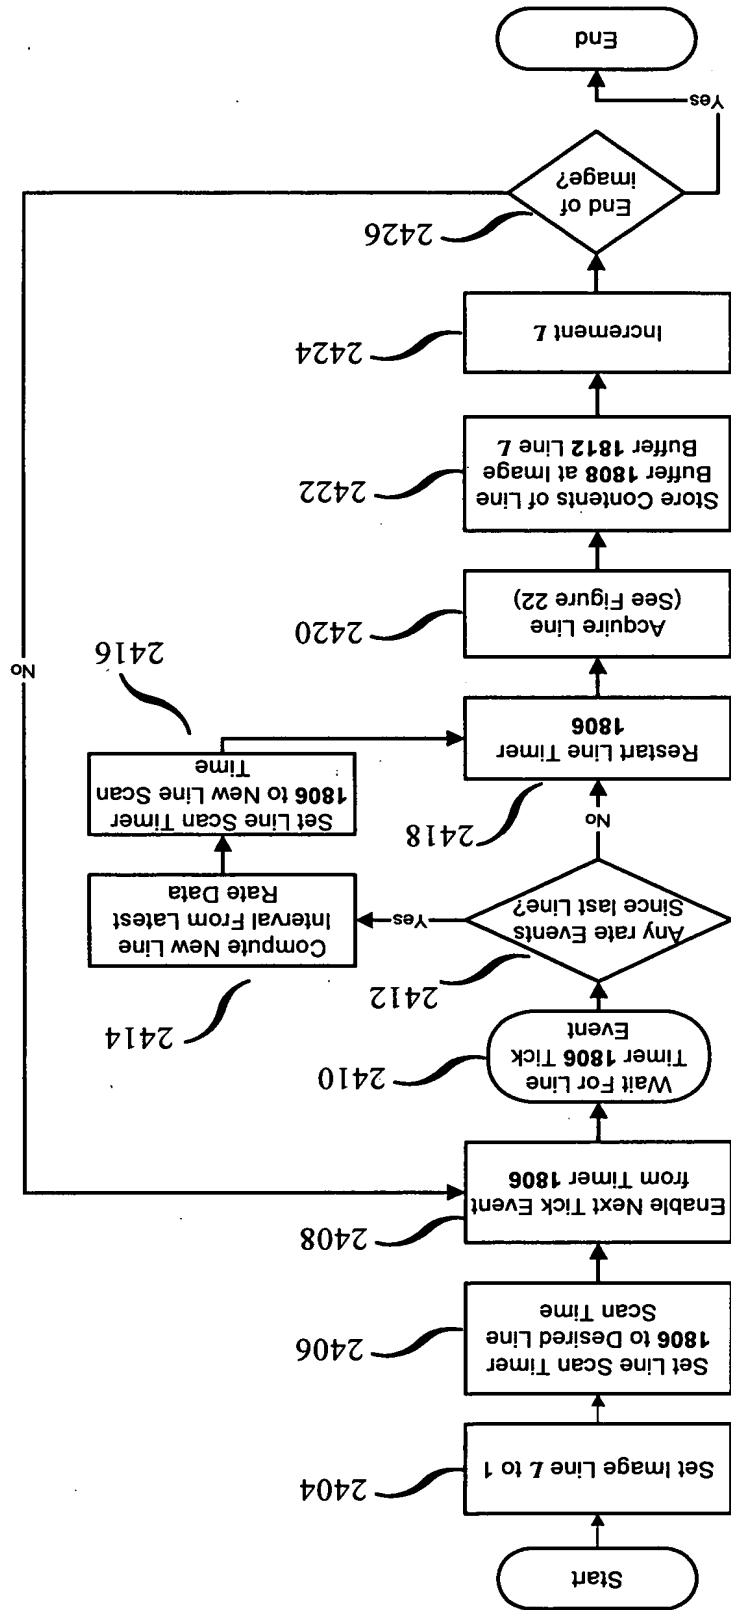 Start
Set Image Line L to 1
2404
Set Line Scan Timer
1806 to Desired Line
Scan Time
2406
Enable Next Tick Event
from Timer 1806
2408
Wait For Line
Timer 1806 Tick
Event
2410
Any rate Events
Since last Line?
2412
Yes
No
Compute New Line
Interval From Latest
Rate Data
2414
Set Line Scan Timer
1806 to New Line Scan
Time
2416
Restart Line Timer
1806
2418
Acquire Line
(See Figure 22)
2420
Store Contents of Line
Buffer 1808 at Image
Buffer 1812 Line L
2422
Increment L
2424
End of
image?
2426
No
Yes
End